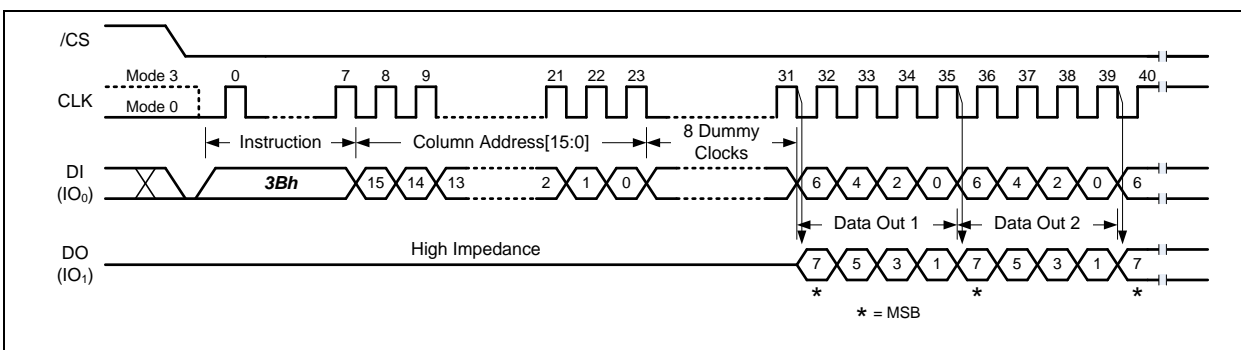 /CS
Mode 3 0 7 8 9 21 22 23 31 32 33 34 35 36 37 38 39 40
CLK
Mode 0
Instruction Column Address[15:0] 8 Dummy
Clocks
DI
(IO₀)
3Bh 15 14 13 2 1 0 6 4 2 0 6 4 2 0 6
Data Out 1 Data Out 2
High Impedance
DO
(IO₁)
7 5 3 1 7 5 3 1 7
* * *
* = MSB